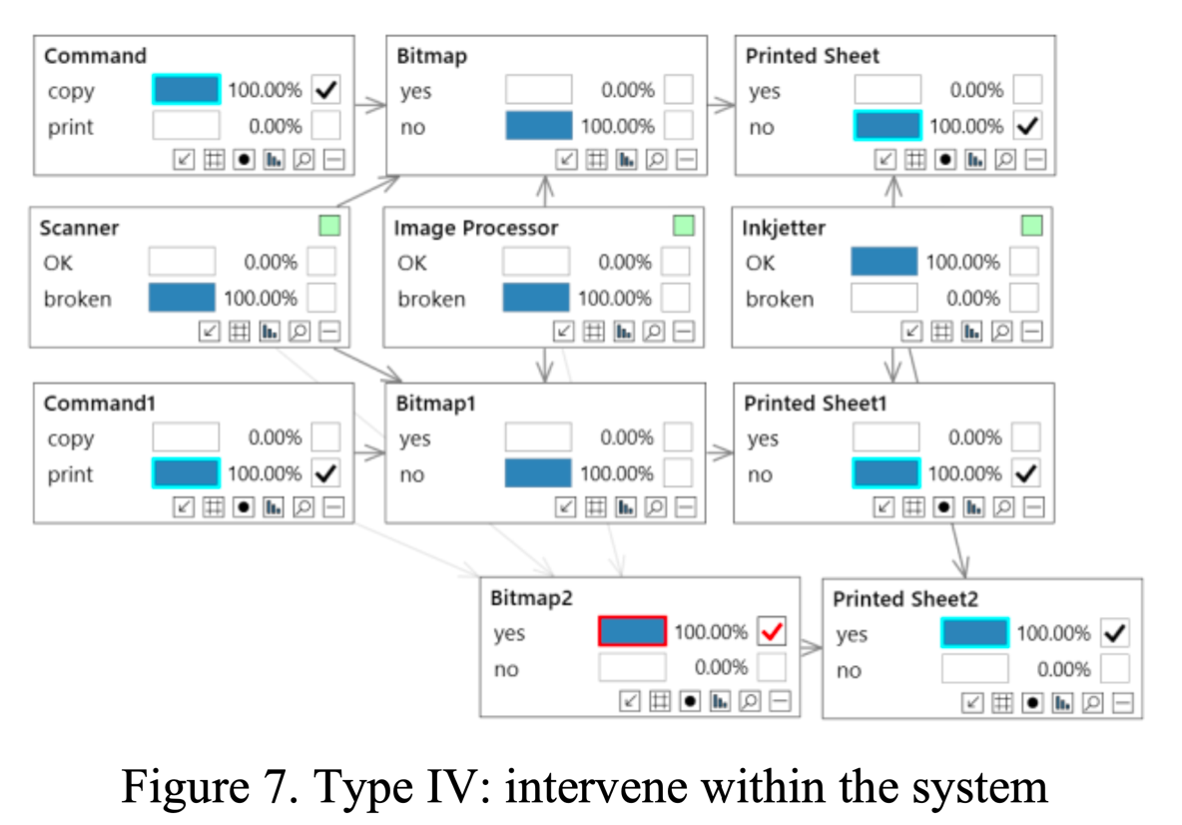 Command
copy 100.00%
print 0.00%
Bitmap
yes 0.00%
no 100.00%
Printed Sheet
yes 0.00%
no 100.00%
Scanner
OK 0.00%
broken 100.00%
Image Processor
OK 0.00%
broken 100.00%
Inkjetter
OK 100.00%
broken 0.00%
Command1
copy 0.00%
print 100.00%
Bitmap1
yes 0.00%
no 100.00%
Printed Sheet1
yes 0.00%
no 100.00%
Bitmap2
yes 100.00%
no 0.00%
Printed Sheet2
yes 100.00%
no 0.00%
Figure 7. Type IV: intervene within the system